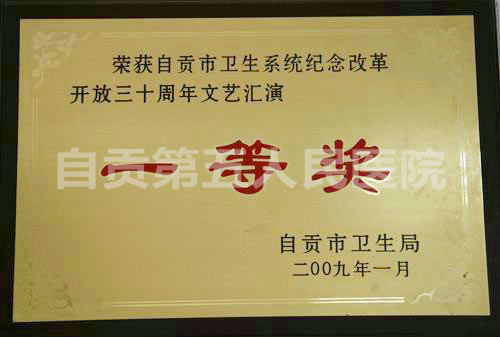 荣获自贡市卫生系统纪念改革
开放三十周年文艺汇演
一等奖
自贡第五人民医院
自贡市卫生局
二00九年一月